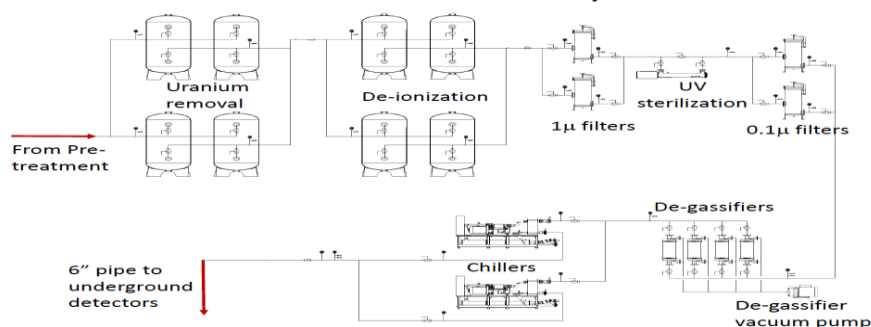 Uranium
removal
De-ionization
UV
sterilization
1μ filters
0.1μ filters
From Pre-
treatment
De-gassifiers
6” pipe to
underground
detectors
Chillers
De-gassifier
vacuum pump